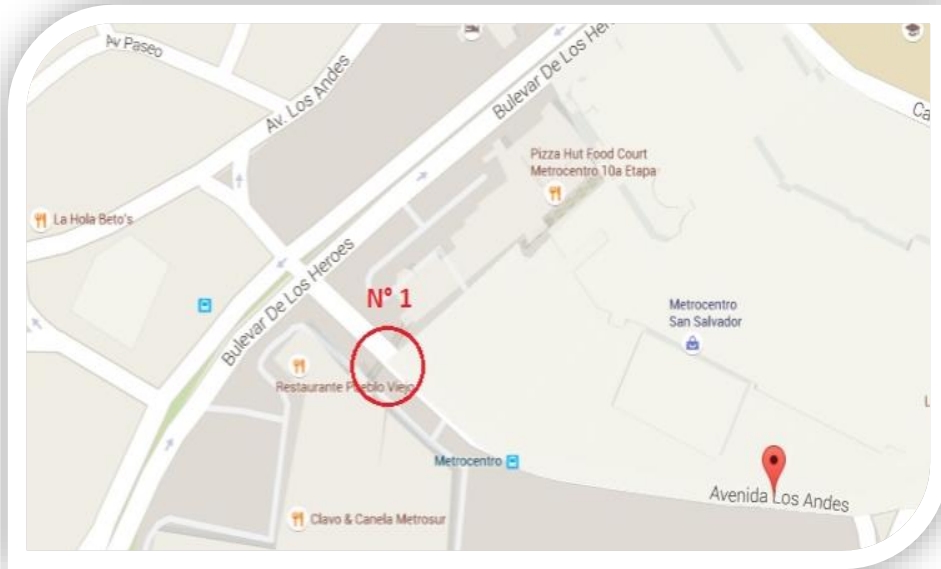 Av Paseo
Av. Los Andes
Bulevar De Los Her
Ca
Pizza Hut Food Court
Metrocentro 10a Etapa
La Hola Beto's
Bulevar De Los Heroes
N° 1
Metrocentro
San Salvador
Restaurante Pueblo Viejo
L
Metrocentro
Avenida Los Andes
Clavo & Canela Metrosur